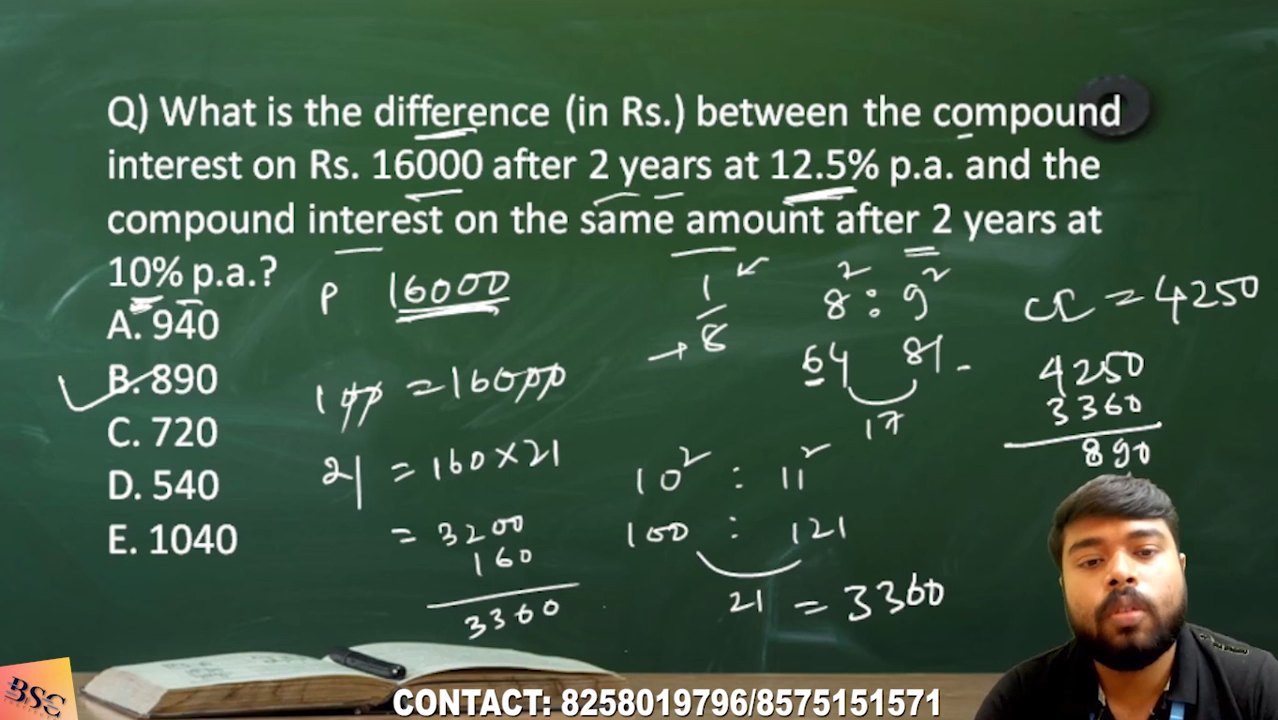 Q) What is the difference (in Rs.) between the compound
interest on Rs. 16000 after 2 years at 12.5% p.a. and the
compound interest on the same amount after 2 years at
10% p.a.?
A. 940
B. 890
C. 720
D. 540
E. 1040
P 16000
100 = 16000
21 = 160×21
= 3200
160
3360
1
8
8² : 9²
64 81
17
10² : 11²
100 : 121
21 = 3360
CI = 4250
4250
3360
890
BSC
CONTACT: 8258019796/8575151571